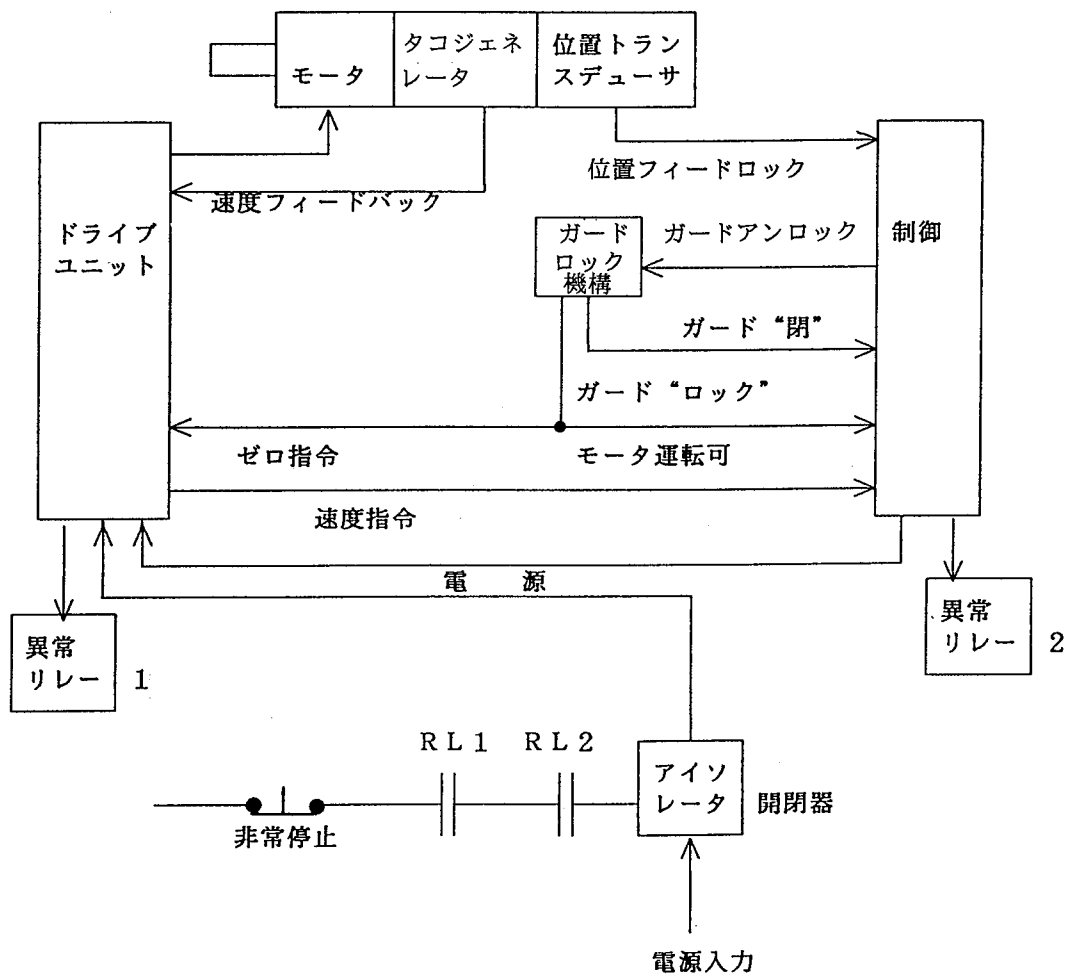 モータ
タコジェネ
レータ
位置トラン
スデューサ
位置フィードロック
速度フィードバック
ドライブ
ユニット
ガード
ロック
機構
ガードアンロック
制御
ガード“閉”
ガード“ロック”
ゼロ指令
モータ運転可
速度指令
電 源
異常
リレー
1
異常
リレー
2
RL1
RL2
アイソ
レータ
開閉器
非常停止
電源入力